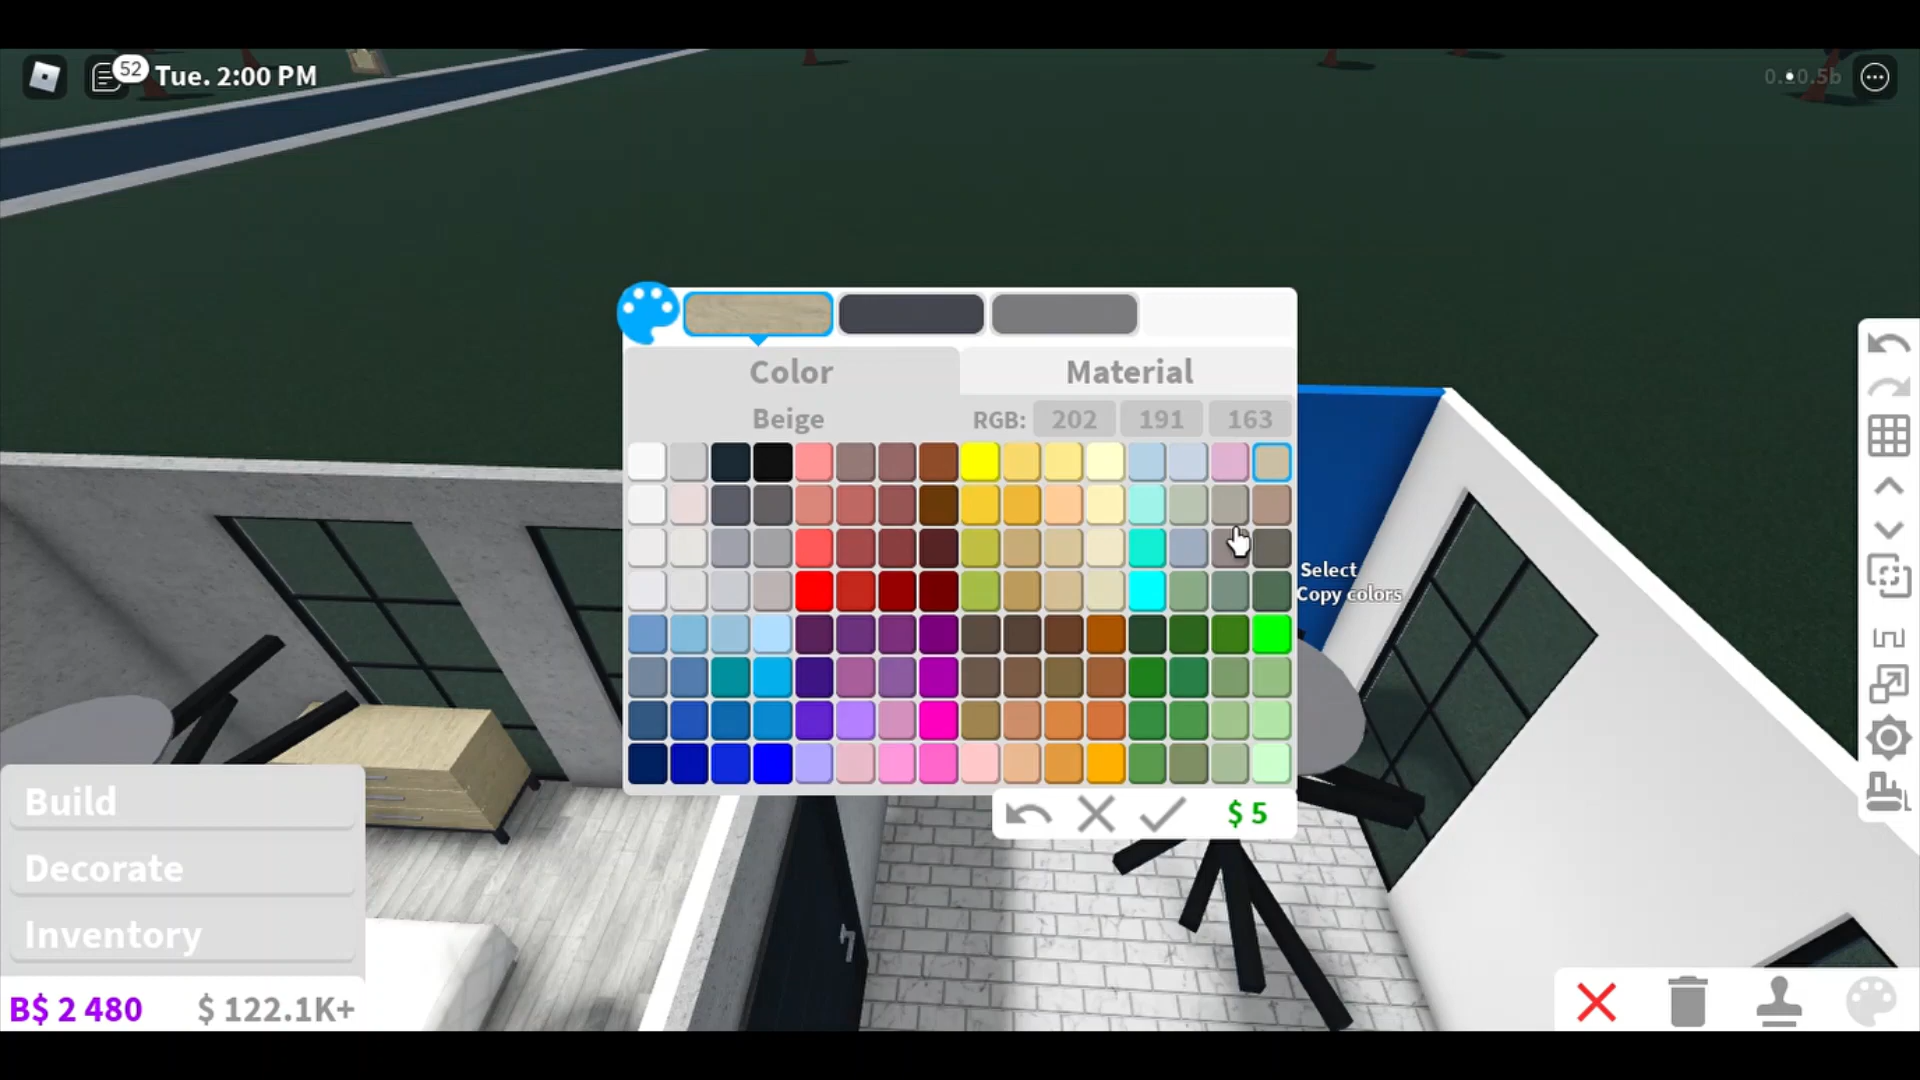 52
Tue. 2:00 PM
Color
Material
Beige
RGB: 202 191 163
Select
Copy colors
Build
Decorate
Inventory
B$ 2 480
$ 122.1K+
$ 5